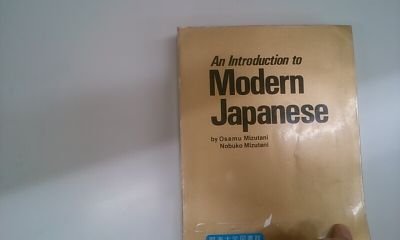 An Introduction to
Modern
Japanese
by Osamu Mizutani
Nobuko Mizutani